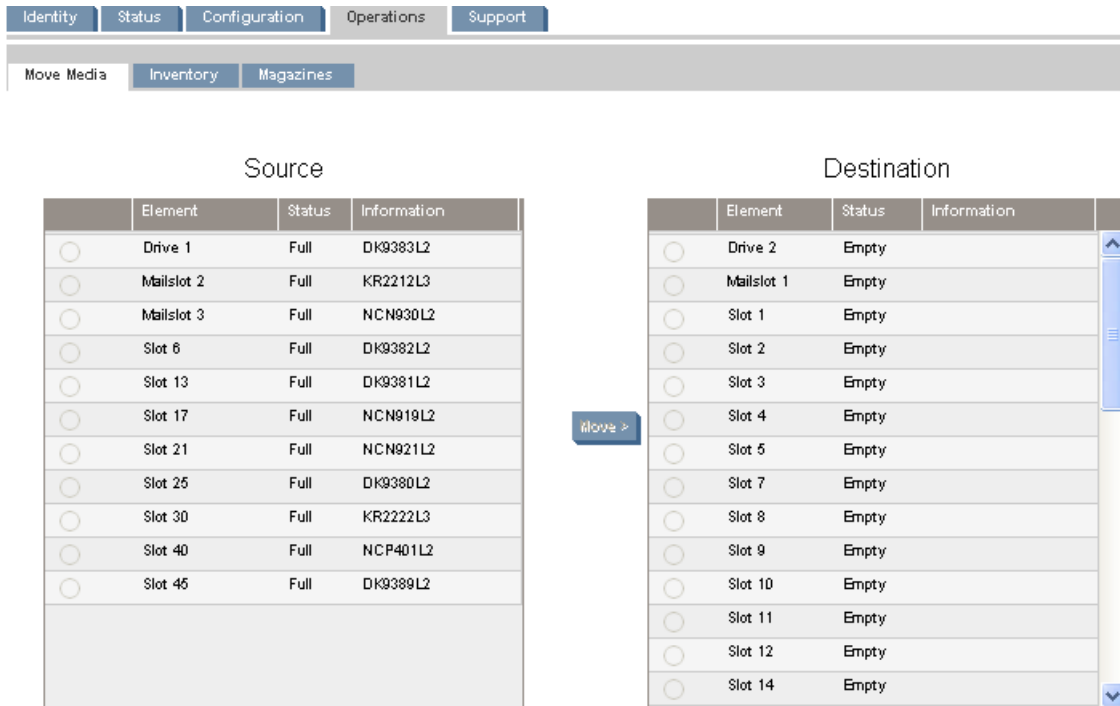 Identity Status Configuration Operations Support
Move Media Inventory Magazines
Source
Element Status Information
Drive 1 Full DK9383L2
Mailslot 2 Full KR2212L3
Mailslot 3 Full NCN930L2
Slot 6 Full DK9382L2
Slot 13 Full DK9381L2
Slot 17 Full NCN919L2
Slot 21 Full NCN921L2
Slot 25 Full DK9380L2
Slot 30 Full KR2222L3
Slot 40 Full NCP401L2
Slot 45 Full DK9389L2
Move >
Destination
Element Status Information
Drive 2 Empty
Mailslot 1 Empty
Slot 1 Empty
Slot 2 Empty
Slot 3 Empty
Slot 4 Empty
Slot 5 Empty
Slot 7 Empty
Slot 8 Empty
Slot 9 Empty
Slot 10 Empty
Slot 11 Empty
Slot 12 Empty
Slot 14 Empty